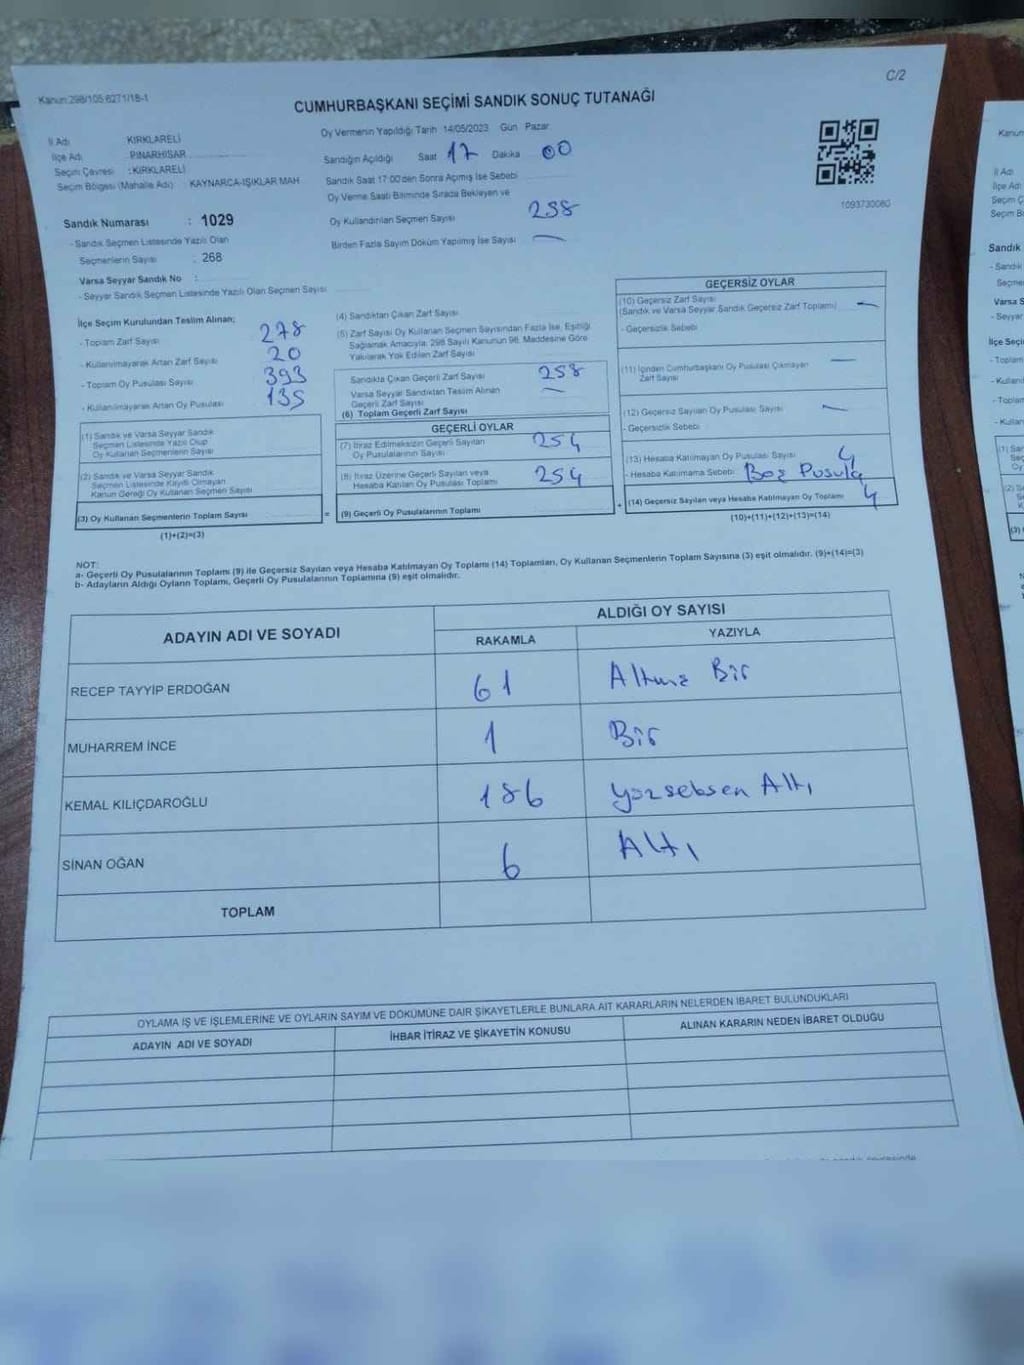 C/2
Kanun:298/105,6271/18-1
CUMHURBAŞKANI SEÇİMİ SANDIK SONUÇ TUTANAĞI
İl Adı : KIRKLARELİ
İlçe Adı : PINARHİSAR
Seçim Çevresi : KIRKLARELİ
Seçim Bölgesi (Mahalle Adı) : KAYNARCA-IŞIKLAR MAH
Oy Vermenin Yapıldığı Tarih 14/05/2023 Gün Pazar
Sandığın Açıldığı Saat 17 Dakika 00
Sandık Saat 17:00'den Sonra Açımış İse Sebebi
Oy Verme Saati Bitiminde Sırada Bekleyen ve
Oy Kullandırılan Seçmen Sayısı 258
Birden Fazla Sayım Döküm Yapılmış İse Sayısı —
1093730060
Sandık Numarası : 1029
- Sandık Seçmen Listesinde Yazılı Olan
Seçmenlerin Sayısı : 268
Varsa Seyyar Sandık No :
- Seyyar Sandık Seçmen Listesinde Yazılı Olan Seçmen Sayısı
İlçe Seçim Kurulundan Teslim Alınan;
- Toplam Zarf Sayısı 278
- Kullanılmayarak Artan Zarf Sayısı 20
- Toplam Oy Pusulası Sayısı 393
- Kullanılmayarak Artan Oy Pusulası 135
(1) Sandık ve Varsa Seyyar Sandık
Seçmen Listesinde Yazılı Olup
Oy Kullanan Seçmenlerin Sayısı
(2) Sandık ve Varsa Seyyar Sandık
Seçmen Listesinde Kayıtlı Olmayan
Kanun Gereği Oy Kullanan Seçmen Sayısı
(3) Oy Kullanan Seçmenlerin Toplam Sayısı
(1)+(2)=(3)
(4) Sandıktan Çıkan Zarf Sayısı
(5) Zarf Sayısı Oy Kullanan Seçmen Sayısından Fazla İse, Eşitliği
Sağlamak Amacıyla, 298 Sayılı Kanunun 98. Maddesine Göre
Yakılarak Yok Edilen Zarf Sayısı
Sandıkta Çıkan Geçerli Zarf Sayısı 258
Varsa Seyyar Sandıktan Teslim Alınan
Geçerli Zarf Sayısı —
(6) Toplam Geçerli Zarf Sayısı
GEÇERLİ OYLAR
(7) İtiraz Edilmeksizin Geçerli Sayılan
Oy Pusulalarının Sayısı 254
(8) İtiraz Üzerine Geçerli Sayılan veya
Hesaba Katılan Oy Pusulası Toplamı 254
= (9) Geçerli Oy Pusulalarının Toplamı
GEÇERSİZ OYLAR
(10) Geçersiz Zarf Sayısı
(Sandık ve Varsa Seyyar Sandık Geçersiz Zarf Toplamı) —
- Geçersizlik Sebebi
(11) İçinden Cumhurbaşkanı Oy Pusulası Çıkmayan
Zarf Sayısı —
(12) Geçersiz Sayılan Oy Pusulası Sayısı —
- Geçersizlik Sebebi
(13) Hesaba Katılmayan Oy Pusulası Sayısı 4
- Hesaba Katılmama Sebebi: Boş Pusula
+ (14) Geçersiz Sayılan veya Hesaba Katılmayan Oy Toplamı 4
(10)+(11)+(12)+(13)=(14)
NOT:
a- Geçerli Oy Pusulalarının Toplamı (9) ile Geçersiz Sayılan veya Hesaba Katılmayan Oy Toplamı (14) Toplamları, Oy Kullanan Seçmenlerin Toplam Sayısına (3) eşit olmalıdır. (9)+(14)=(3)
b- Adayların Aldığı Oyların Toplamı, Geçerli Oy Pusulalarının Toplamına (9) eşit olmalıdır.
ADAYIN ADI VE SOYADI ALDIĞI OY SAYISI
RAKAMLA YAZIYLA
RECEP TAYYİP ERDOĞAN 61 Altmış Bir
MUHARREM İNCE 1 Bir
KEMAL KILIÇDAROĞLU 186 Yüzseksen Altı
SİNAN OĞAN 6 Altı
TOPLAM
OYLAMA İŞ VE İŞLEMLERİNE VE OYLARIN SAYIM VE DÖKÜMÜNE DAİR ŞİKAYETLERLE BUNLARA AİT KARARLARIN NELERDEN İBARET BULUNDUKLARI
ADAYIN ADI VE SOYADI İHBAR İTİRAZ VE ŞİKAYETİN KONUSU ALINAN KARARIN NEDEN İBARET OLDUĞU